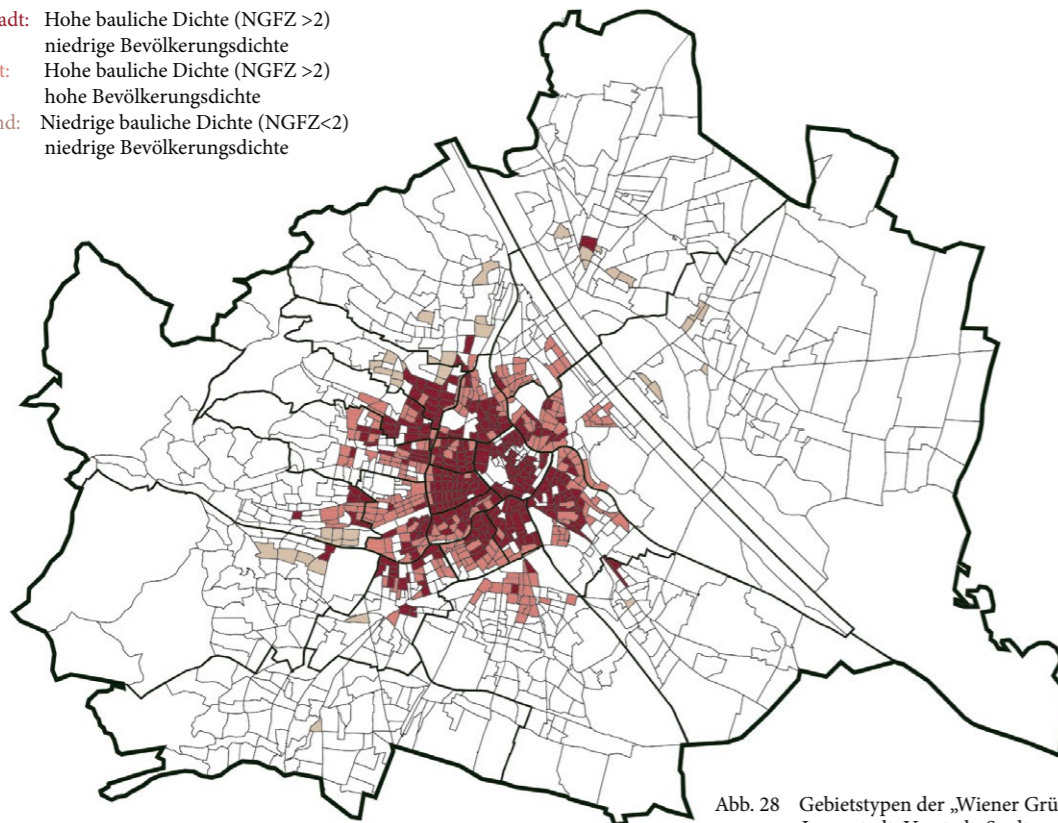 adt: Hohe bauliche Dichte (NGFZ >2)
niedrige Bevölkerungsdichte
t: Hohe bauliche Dichte (NGFZ >2)
hohe Bevölkerungsdichte
nd: Niedrige bauliche Dichte (NGFZ<2)
niedrige Bevölkerungsdichte
Abb. 28 Gebietstypen der „Wiener Grü